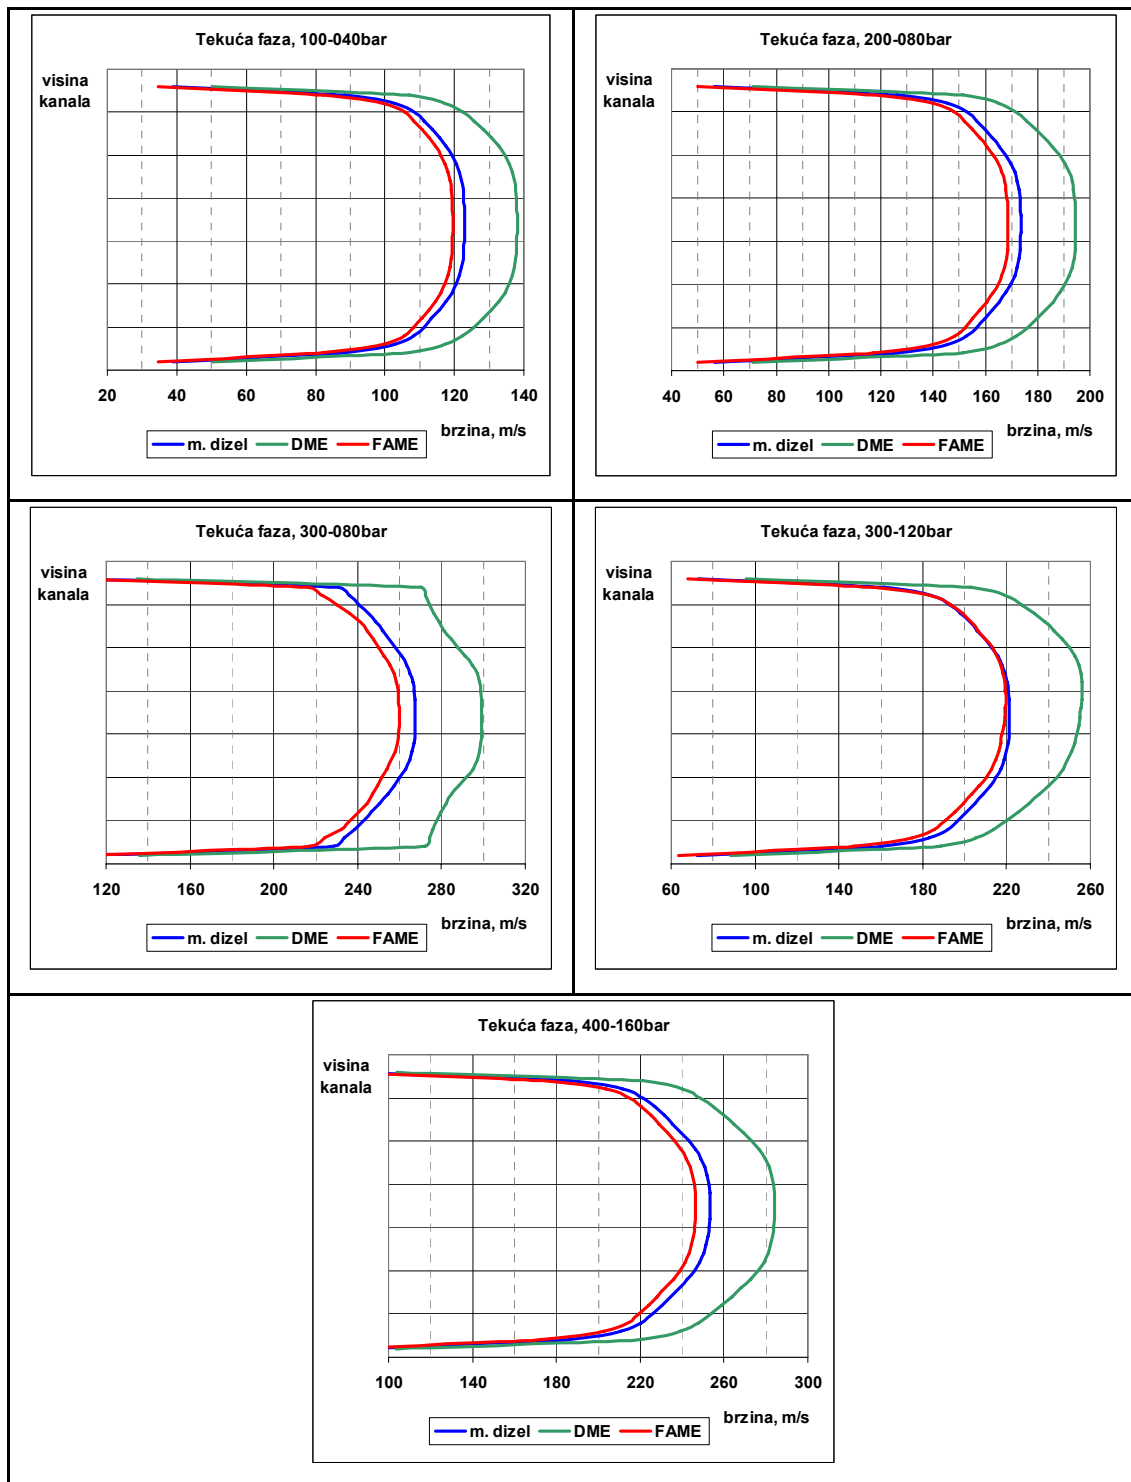 Tekuća faza, 100-040bar
visina
kanala
20 40 60 80 100 120 140
brzina, m/s
m. dizel DME FAME
Tekuća faza, 200-080bar
visina
kanala
40 60 80 100 120 140 160 180 200
brzina, m/s
m. dizel DME FAME
Tekuća faza, 300-080bar
visina
kanala
120 160 200 240 280 320
brzina, m/s
m. dizel DME FAME
Tekuća faza, 300-120bar
visina
kanala
60 100 140 180 220 260
brzina, m/s
m. dizel DME FAME
Tekuća faza, 400-160bar
visina
kanala
100 140 180 220 260 300
brzina, m/s
m. dizel DME FAME